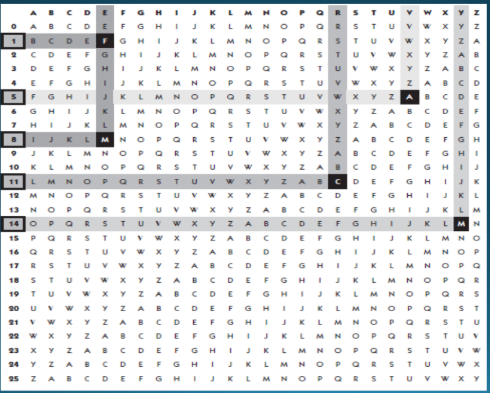 A B C D E F G H I J K L M N O P Q R S T U V W X Y Z
0 A B C D E F G H I J K L M N O P Q R S T U V W X Y Z
1 B C D E F G H I J K L M N O P Q R S T U V W X Y Z A
2 C D E F G H I J K L M N O P Q R S T U V W X Y Z A B
3 D E F G H I J K L M N O P Q R S T U V W X Y Z A B C
4 E F G H I J K L M N O P Q R S T U V W X Y Z A B C D
5 F G H I J K L M N O P Q R S T U V W X Y Z A B C D E
6 G H I J K L M N O P Q R S T U V W X Y Z A B C D E F
7 H I J K L M N O P Q R S T U V W X Y Z A B C D E F G
8 I J K L M N O P Q R S T U V W X Y Z A B C D E F G H
9 J K L M N O P Q R S T U V W X Y Z A B C D E F G H I
10 K L M N O P Q R S T U V W X Y Z A B C D E F G H I J
11 L M N O P Q R S T U V W X Y Z A B C D E F G H I J K
12 M N O P Q R S T U V W X Y Z A B C D E F G H I J K L
13 N O P Q R S T U V W X Y Z A B C D E F G H I J K L M
14 O P Q R S T U V W X Y Z A B C D E F G H I J K L M N
15 P Q R S T U V W X Y Z A B C D E F G H I J K L M N O
16 Q R S T U V W X Y Z A B C D E F G H I J K L M N O P
17 R S T U V W X Y Z A B C D E F G H I J K L M N O P Q
18 S T U V W X Y Z A B C D E F G H I J K L M N O P Q R
19 T U V W X Y Z A B C D E F G H I J K L M N O P Q R S
20 U V W X Y Z A B C D E F G H I J K L M N O P Q R S T
21 V W X Y Z A B C D E F G H I J K L M N O P Q R S T U
22 W X Y Z A B C D E F G H I J K L M N O P Q R S T U V
23 X Y Z A B C D E F G H I J K L M N O P Q R S T U V W
24 Y Z A B C D E F G H I J K L M N O P Q R S T U V W X
25 Z A B C D E F G H I J K L M N O P Q R S T U V W X Y